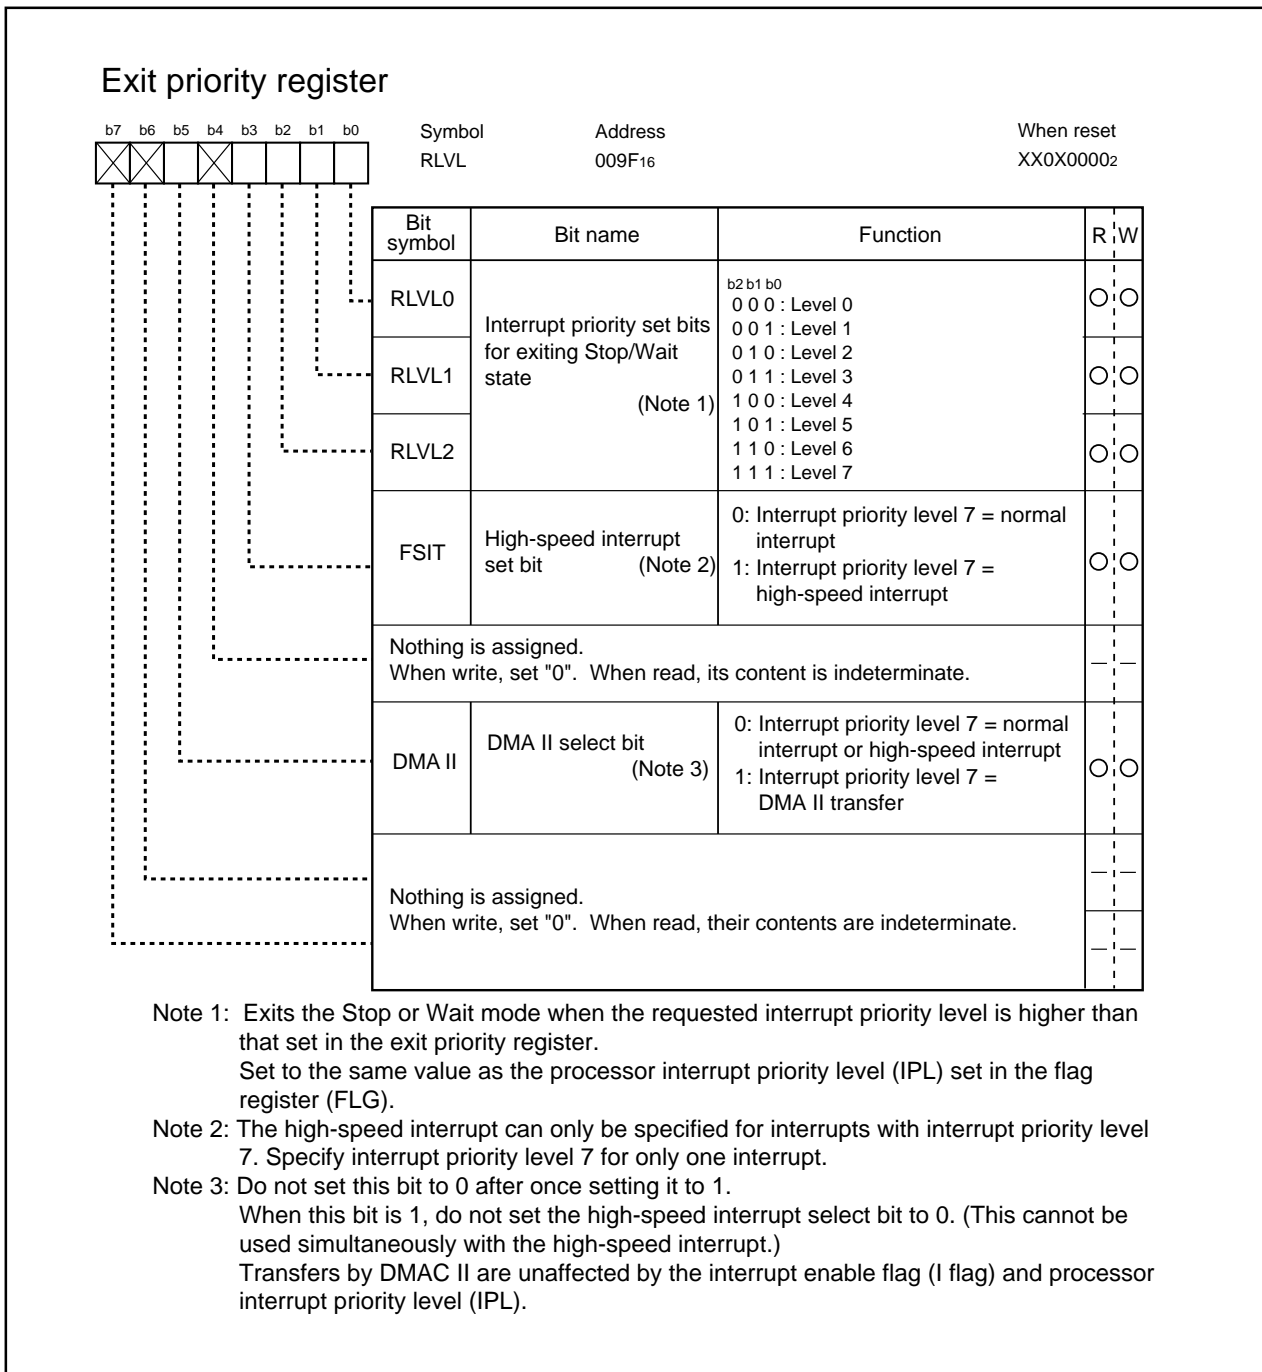 Exit priority register
b7 b6 b5 b4 b3 b2 b1 b0
Symbol Address When reset
RLVL 009F16 XX0X00002
Bit symbol Bit name Function R W
RLVL0
RLVL1
RLVL2
Interrupt priority set bits
for exiting Stop/Wait
state
(Note 1)
b2 b1 b0
0 0 0 : Level 0
0 0 1 : Level 1
0 1 0 : Level 2
0 1 1 : Level 3
1 0 0 : Level 4
1 0 1 : Level 5
1 1 0 : Level 6
1 1 1 : Level 7
FSIT
High-speed interrupt
set bit (Note 2)
0: Interrupt priority level 7 = normal
interrupt
1: Interrupt priority level 7 =
high-speed interrupt
Nothing is assigned.
When write, set "0". When read, its content is indeterminate.
DMA II
DMA II select bit
(Note 3)
0: Interrupt priority level 7 = normal
interrupt or high-speed interrupt
1: Interrupt priority level 7 =
DMA II transfer
Nothing is assigned.
When write, set "0". When read, their contents are indeterminate.
Note 1: Exits the Stop or Wait mode when the requested interrupt priority level is higher than
that set in the exit priority register.
Set to the same value as the processor interrupt priority level (IPL) set in the flag
register (FLG).
Note 2: The high-speed interrupt can only be specified for interrupts with interrupt priority level
7. Specify interrupt priority level 7 for only one interrupt.
Note 3: Do not set this bit to 0 after once setting it to 1.
When this bit is 1, do not set the high-speed interrupt select bit to 0. (This cannot be
used simultaneously with the high-speed interrupt.)
Transfers by DMAC II are unaffected by the interrupt enable flag (I flag) and processor
interrupt priority level (IPL).